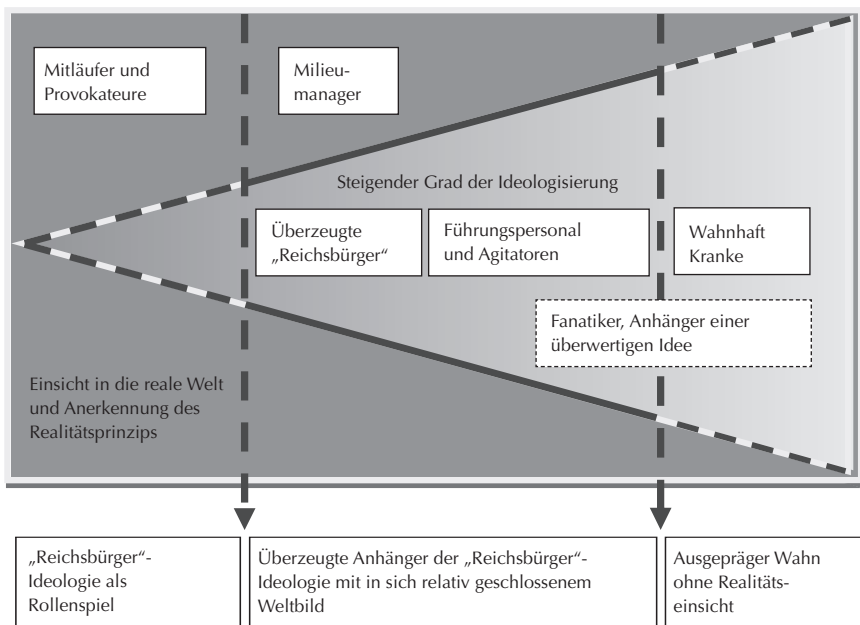 Mitläufer und
Provokateure
Milieu-
manager
Steigender Grad der Ideologisierung
Überzeugte
„Reichsbürger“
Führungspersonal
und Agitatoren
Wahnhaft
Kranke
Fanatiker, Anhänger einer
überwertigen Idee
Einsicht in die reale Welt
und Anerkennung des
Realitätsprinzips
„Reichsbürger“-
Ideologie als
Rollenspiel
Überzeugte Anhänger der „Reichsbürger“-
Ideologie mit in sich relativ geschlossenem
Weltbild
Ausgepräger Wahn
ohne Realitäts-
einsicht